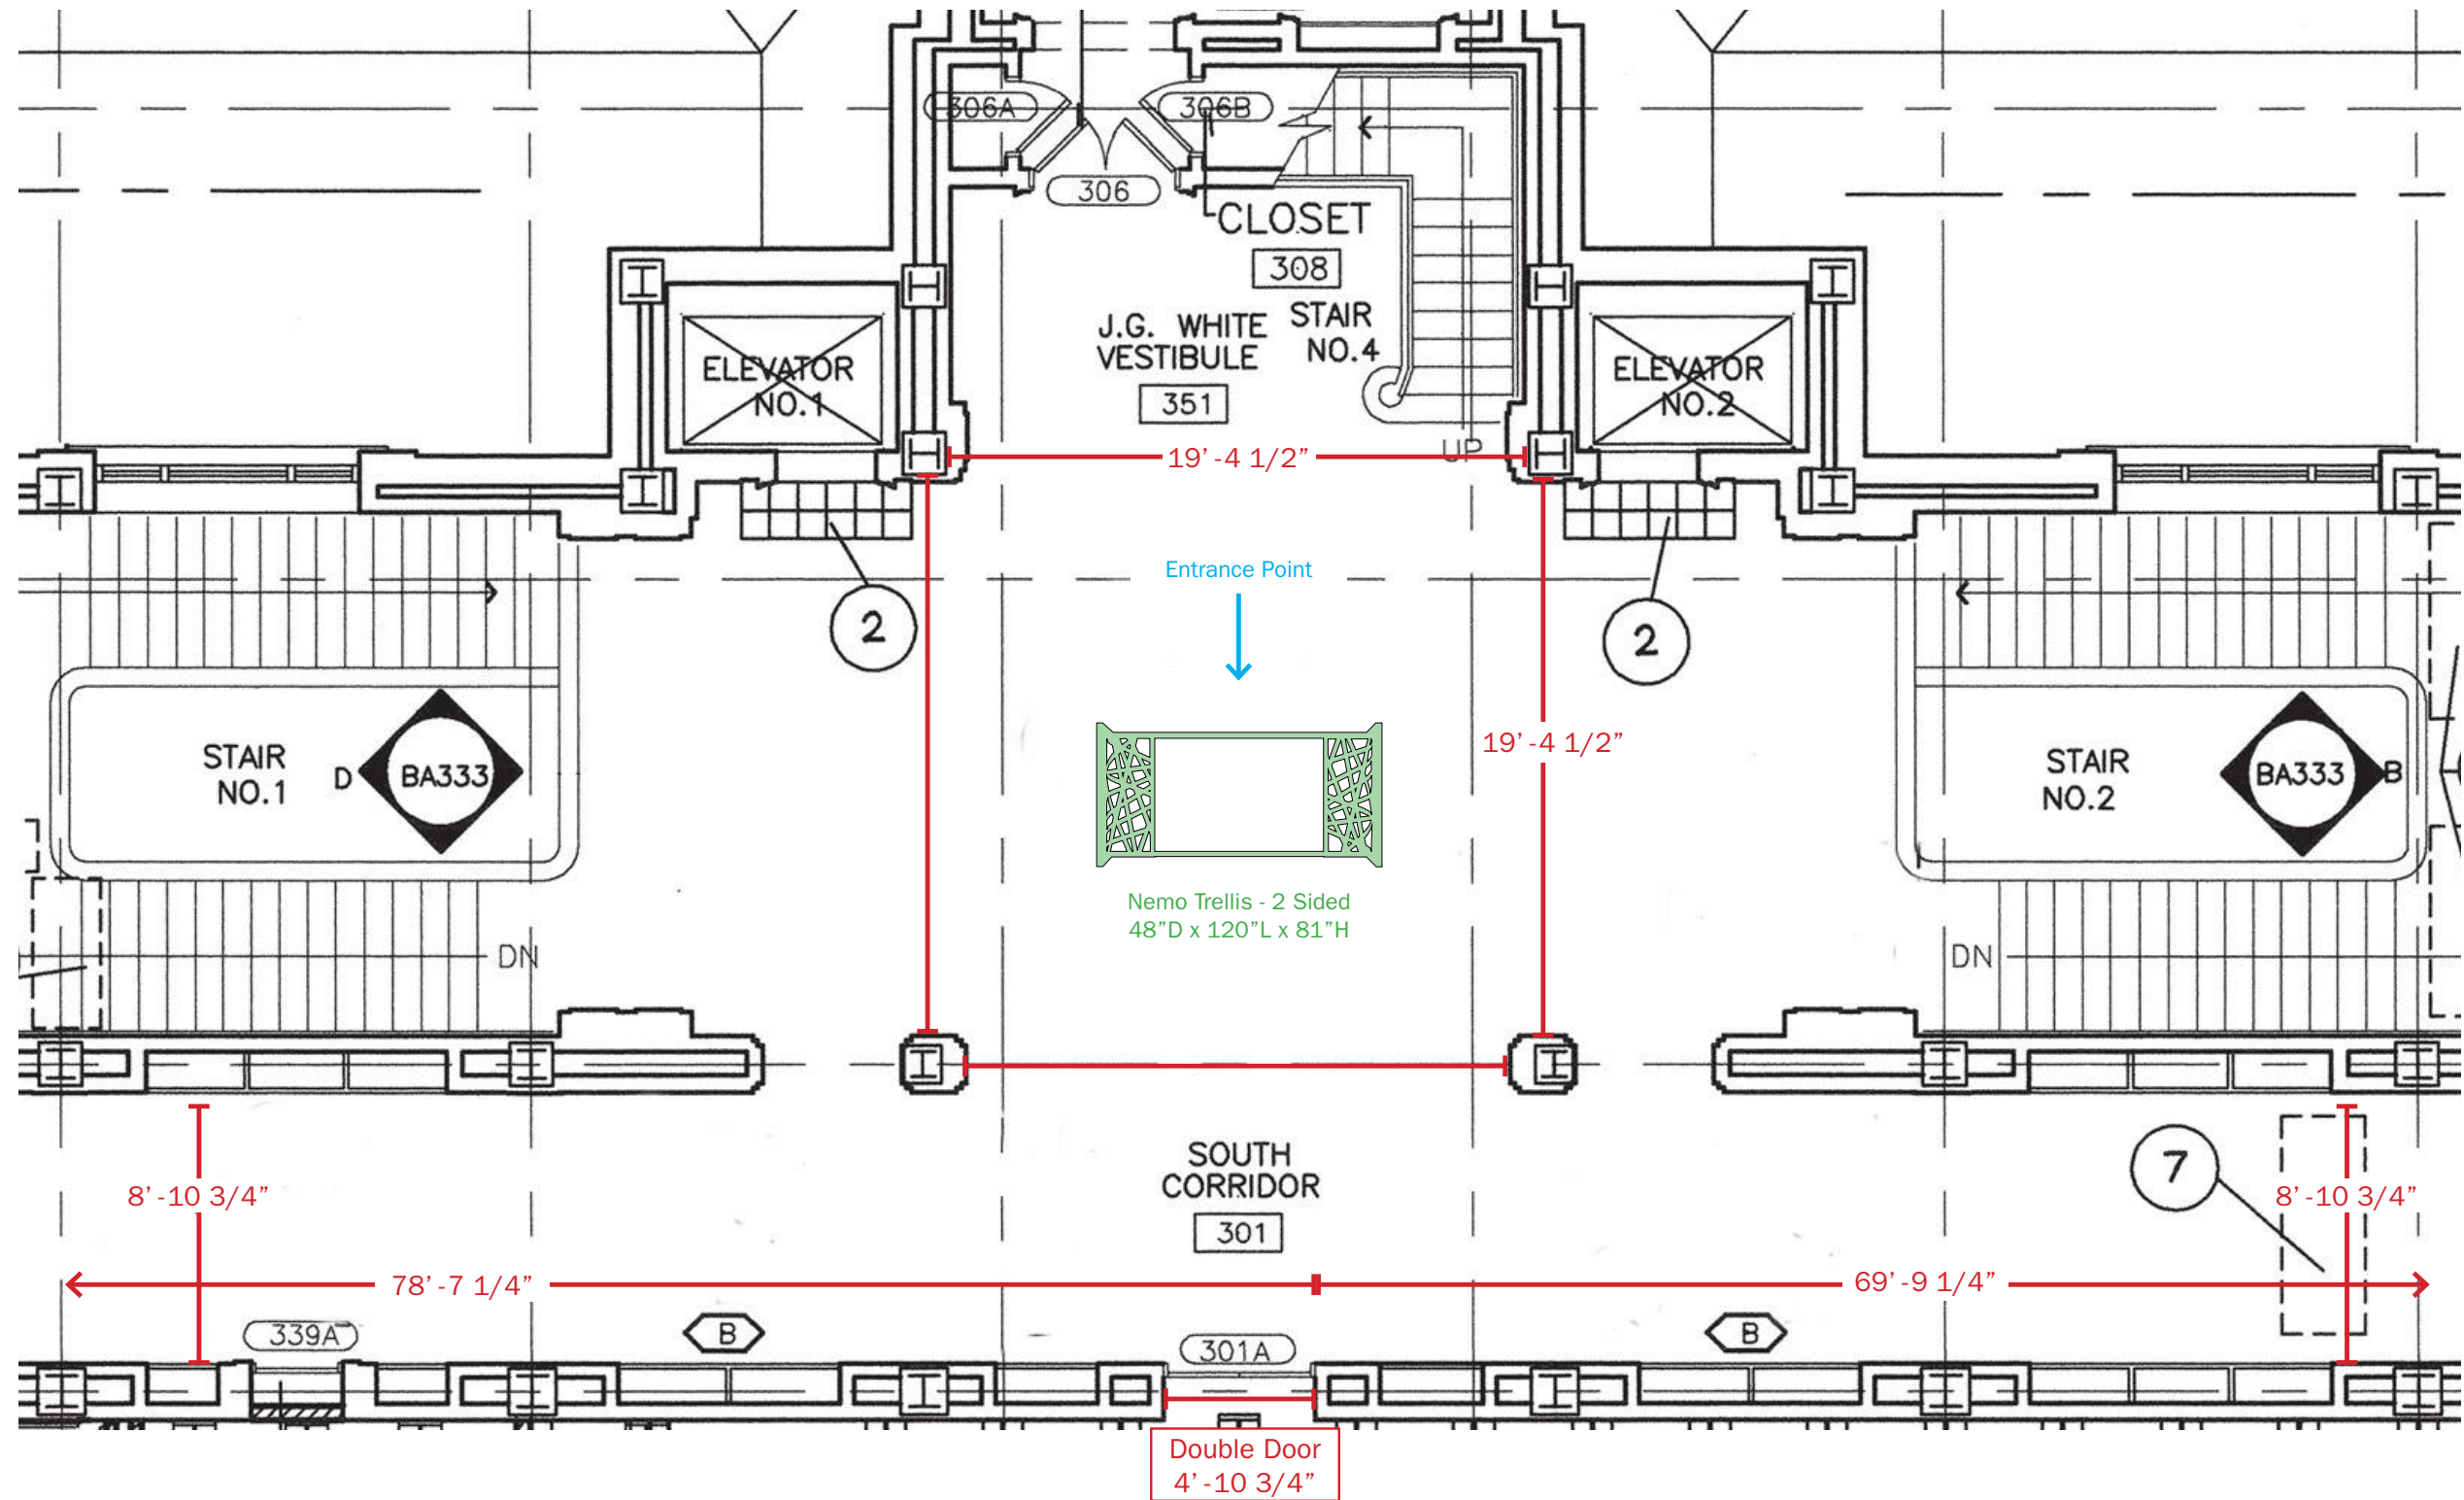 306A
306B
306
CLOSET
308
J.G. WHITE
VESTIBULE
351
STAIR
NO.4
ELEVATOR
NO.1
ELEVATOR
NO.2
UP
19’ -4 1/2”
Entrance Point
2
2
19’ -4 1/2”
STAIR
NO.1
D
BA333
STAIR
NO.2
BA333
B
Nemo Trellis - 2 Sided
48”D x 120”L x 81”H
DN
DN
SOUTH
CORRIDOR
301
7
8’ -10 3/4”
8’ -10 3/4”
78’ -7 1/4”
69’ -9 1/4”
339A
B
301A
B
Double Door
4’ -10 3/4”